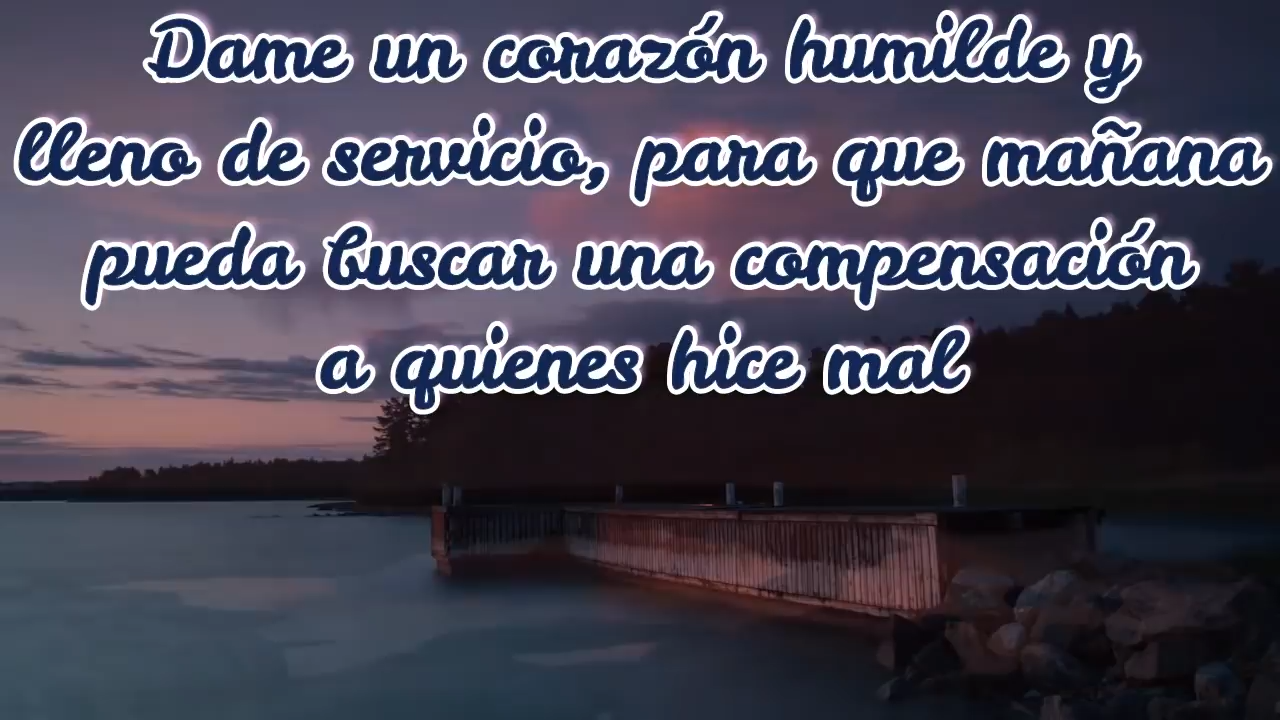 Dame un corazón humilde y
lleno de servicio, para que mañana
pueda buscar una compensación
a quienes hice mal